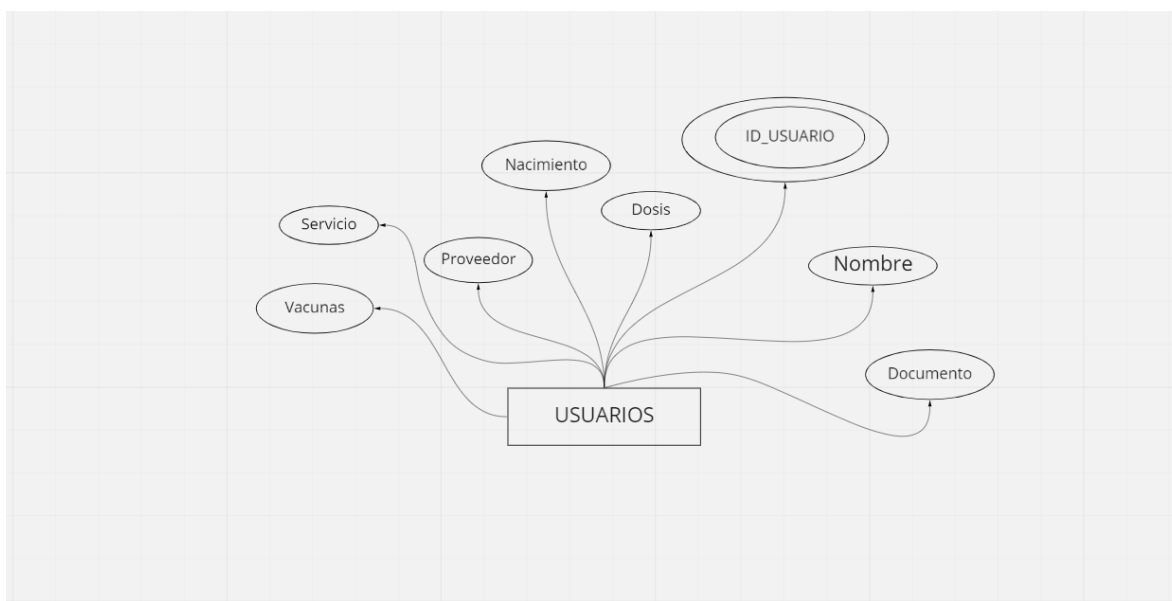 ID_USUARIO
Nacimiento
Dosis
Servicio
Proveedor
Nombre
Vacunas
Documento
USUARIOS